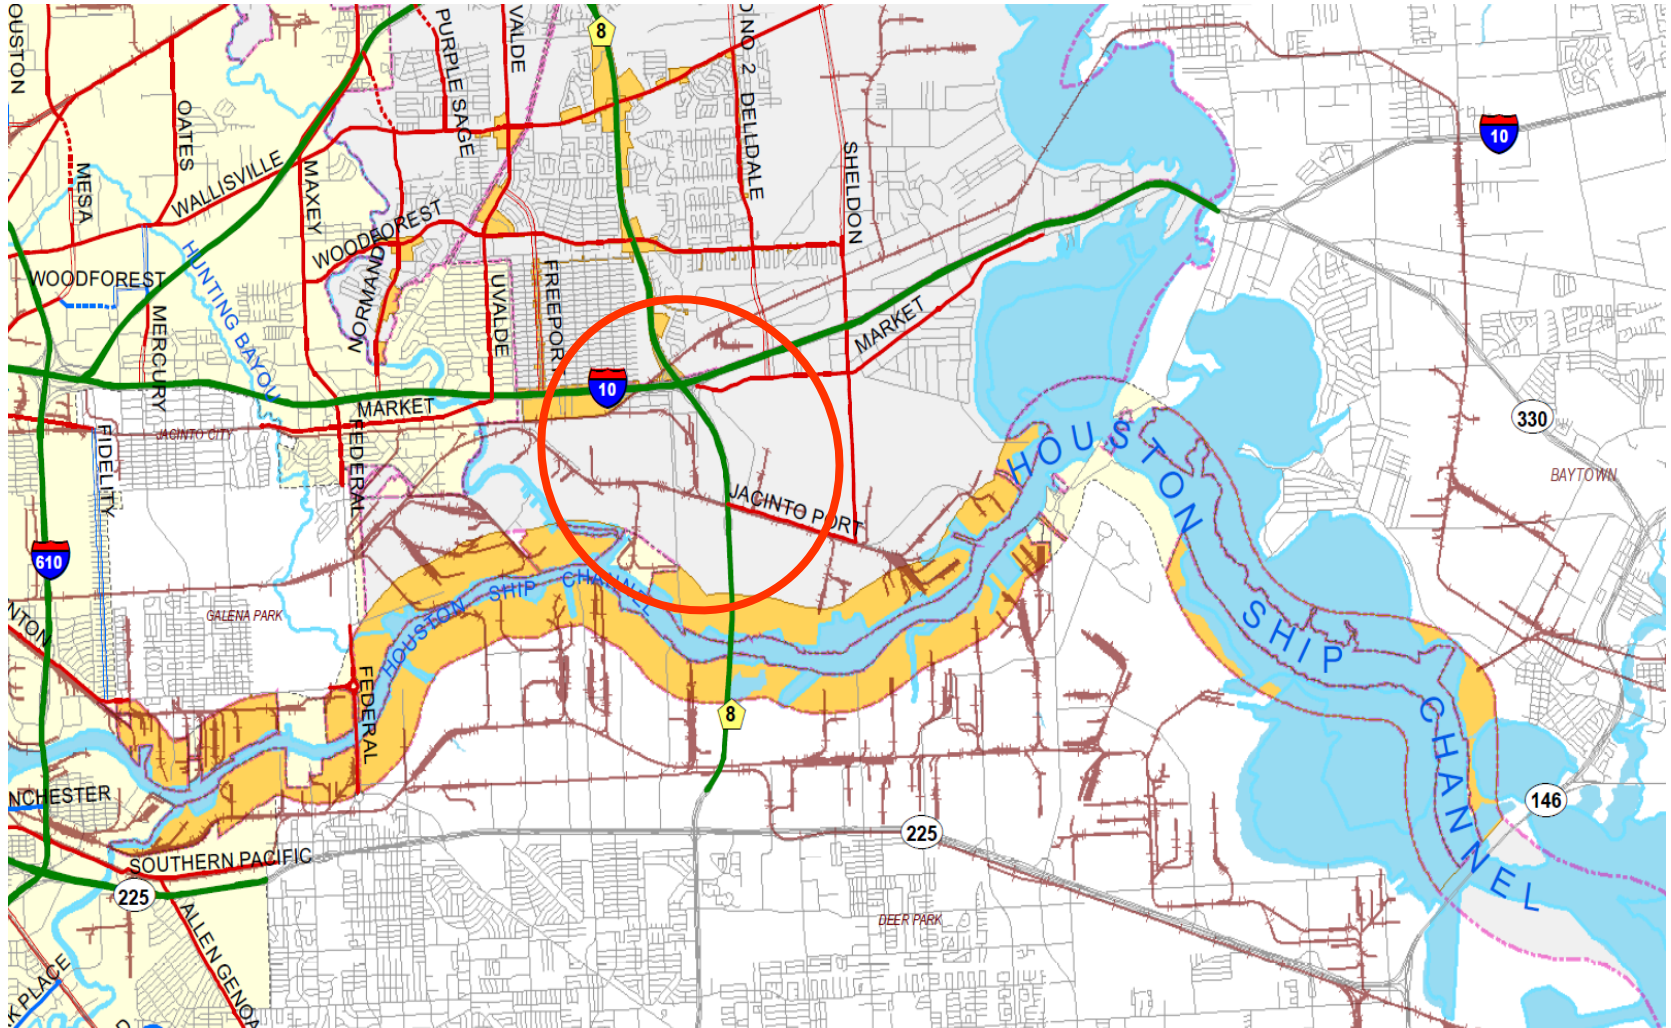 OUSTON
PURPLE SAGE
VALDE
8
NO 2
DELLDALE
OATES
MESA
WALLISVILLE
MAXEY
SHELDON
10
WOODFOREST
NORMANDY
HUNTING BAYOU
WOODFOREST
MERCURY
UVALDE
FREEPORT
MARKET
10
MARKET
JACINTO CITY
FIDELITY
FEDERAL
330
BAYTOWN
HOUSTON
JACINTO PORT
610
HOUSTON SHIP CHANNEL
GALENA PARK
NTON
SHIP
FEDERAL
8
CHANNEL
NCHESTER
146
225
SOUTHERN PACIFIC
225
ALLEN GENOA
DEER PARK
K PLACE